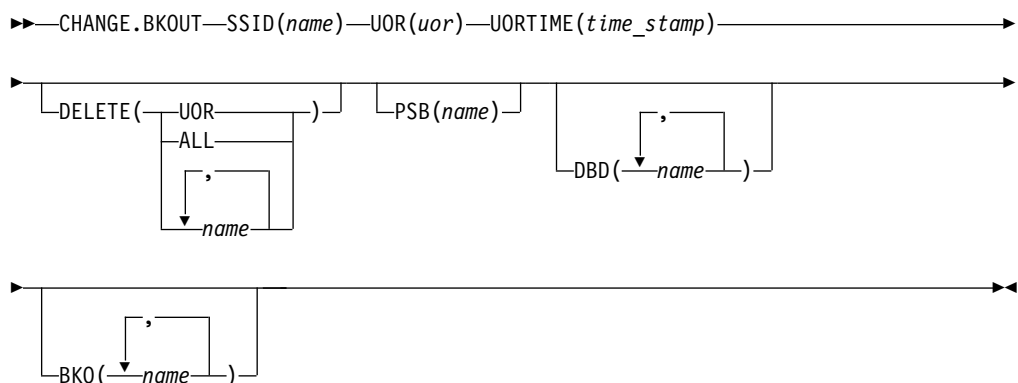 CHANGE.BKOUT SSID(name) UOR(uor) UORTIME(time_stamp)
DELETE( UOR ) PSB(name) ,
ALL DBD( name )
,
name
,
BKO( name )